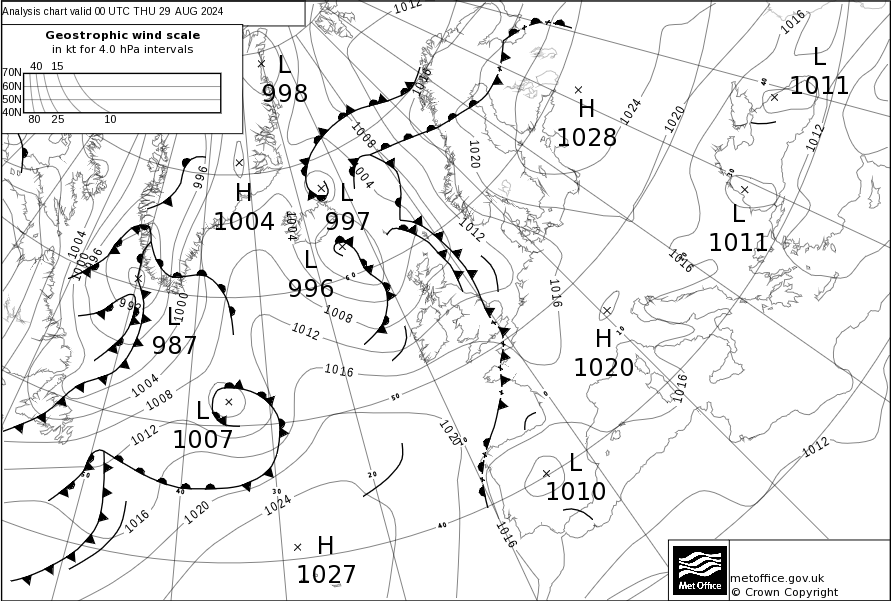 Analysis chart valid 00 UTC THU 29 AUG 2024
Geostrophic wind scale
in kt for 4.0 hPa intervals
40 15
70N
60N
50N
40N
80 25 10
1012
1016
L
998
L
1011
1016
H
1028
1024
1020
40
1008
1012
996
H
1004
1004
L
997
1020
30
L
1011
1004
1000
996
1004
1012
1016
L
996
60
992
1000
L
987
1008
1012
1016
H
1020
10
1016
1004
1008
1016
50
0
L
1007
1012
1020
1012
L
1010
50
40
30
20
1016
1020
1024
40
1016
H
1027
Met Office
metoffice.gov.uk
© Crown Copyright